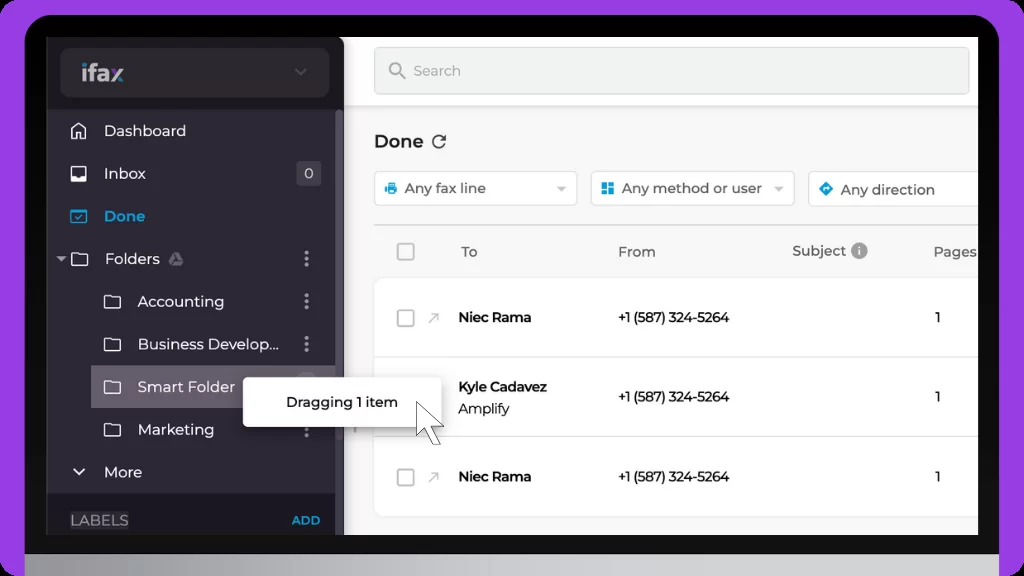 ifax
Search
Dashboard
Inbox 0
Done
Folders
Accounting
Business Develop...
Smart Folder
Marketing
More
LABELS ADD
Done
Any fax line
Any method or user
Any direction
To From Subject Pages
Niec Rama +1 (587) 324-5264 1
Dragging 1 item
Kyle Cadavez +1 (587) 324-5264 1
Amplify
Niec Rama +1 (587) 324-5264 1